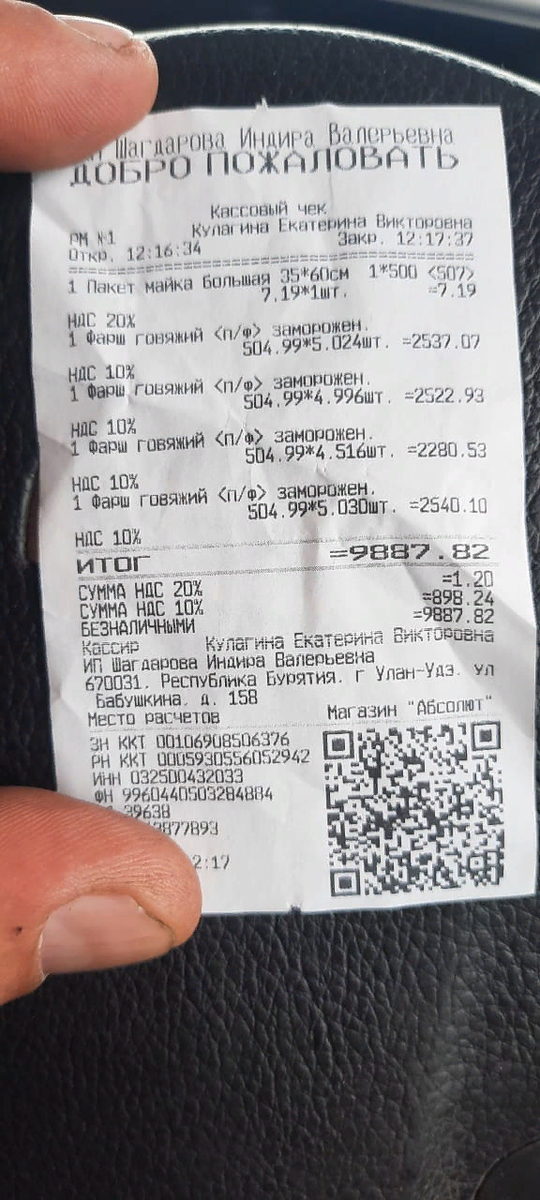 Шагдарова Индира Валерьевна
ДОБРО ПОЖАЛОВАТЬ
Кассовый чек
РМ №1 Кулагина Екатерина Викторовна
Откр. 12:16:34 Закр. 12:17:37
1 Пакет майка большая 35*60см 1*500 <507>
7.19*1шт. =7.19
НДС 20%
1 Фарш говяжий <п/ф> заморожен.
504.99*5.024шт. =2537.07
НДС 10%
1 Фарш говяжий <п/ф> заморожен.
504.99*4.996шт. =2522.93
НДС 10%
1 Фарш говяжий <п/ф> заморожен.
504.99*4.516шт. =2280.53
НДС 10%
1 Фарш говяжий <п/ф> заморожен.
504.99*5.030шт. =2540.10
НДС 10%
ИТОГ =9887.82
СУММА НДС 20% =1.20
СУММА НДС 10% =898.24
БЕЗНАЛИЧНЫМИ =9887.82
Кассир Кулагина Екатерина Викторовна
ИП Шагдарова Индира Валерьевна
670031. Республика Бурятия. г Улан-Удэ. ул
Бабушкина. д. 158
Место расчетов Магазин "Абсолют"
ЗН ККТ 00106908506376
РН ККТ 0005930556052942
ИНН 032500432033
ФН 9960440503284884
39638
3877893
2:17